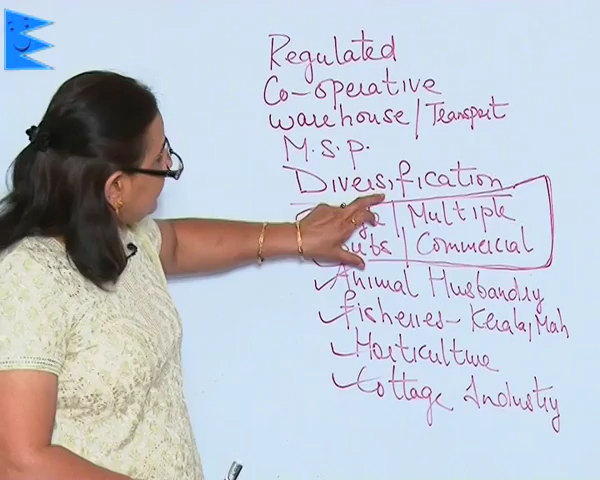 Regulated
Co-operative
warehouse / Transport
M.S.P.
Diversification
| Multiple
| Commercial
✓ Animal Husbandry
✓ Fisheries - Kerala, Mah
✓ Horticulture
✓ Cottage Industry